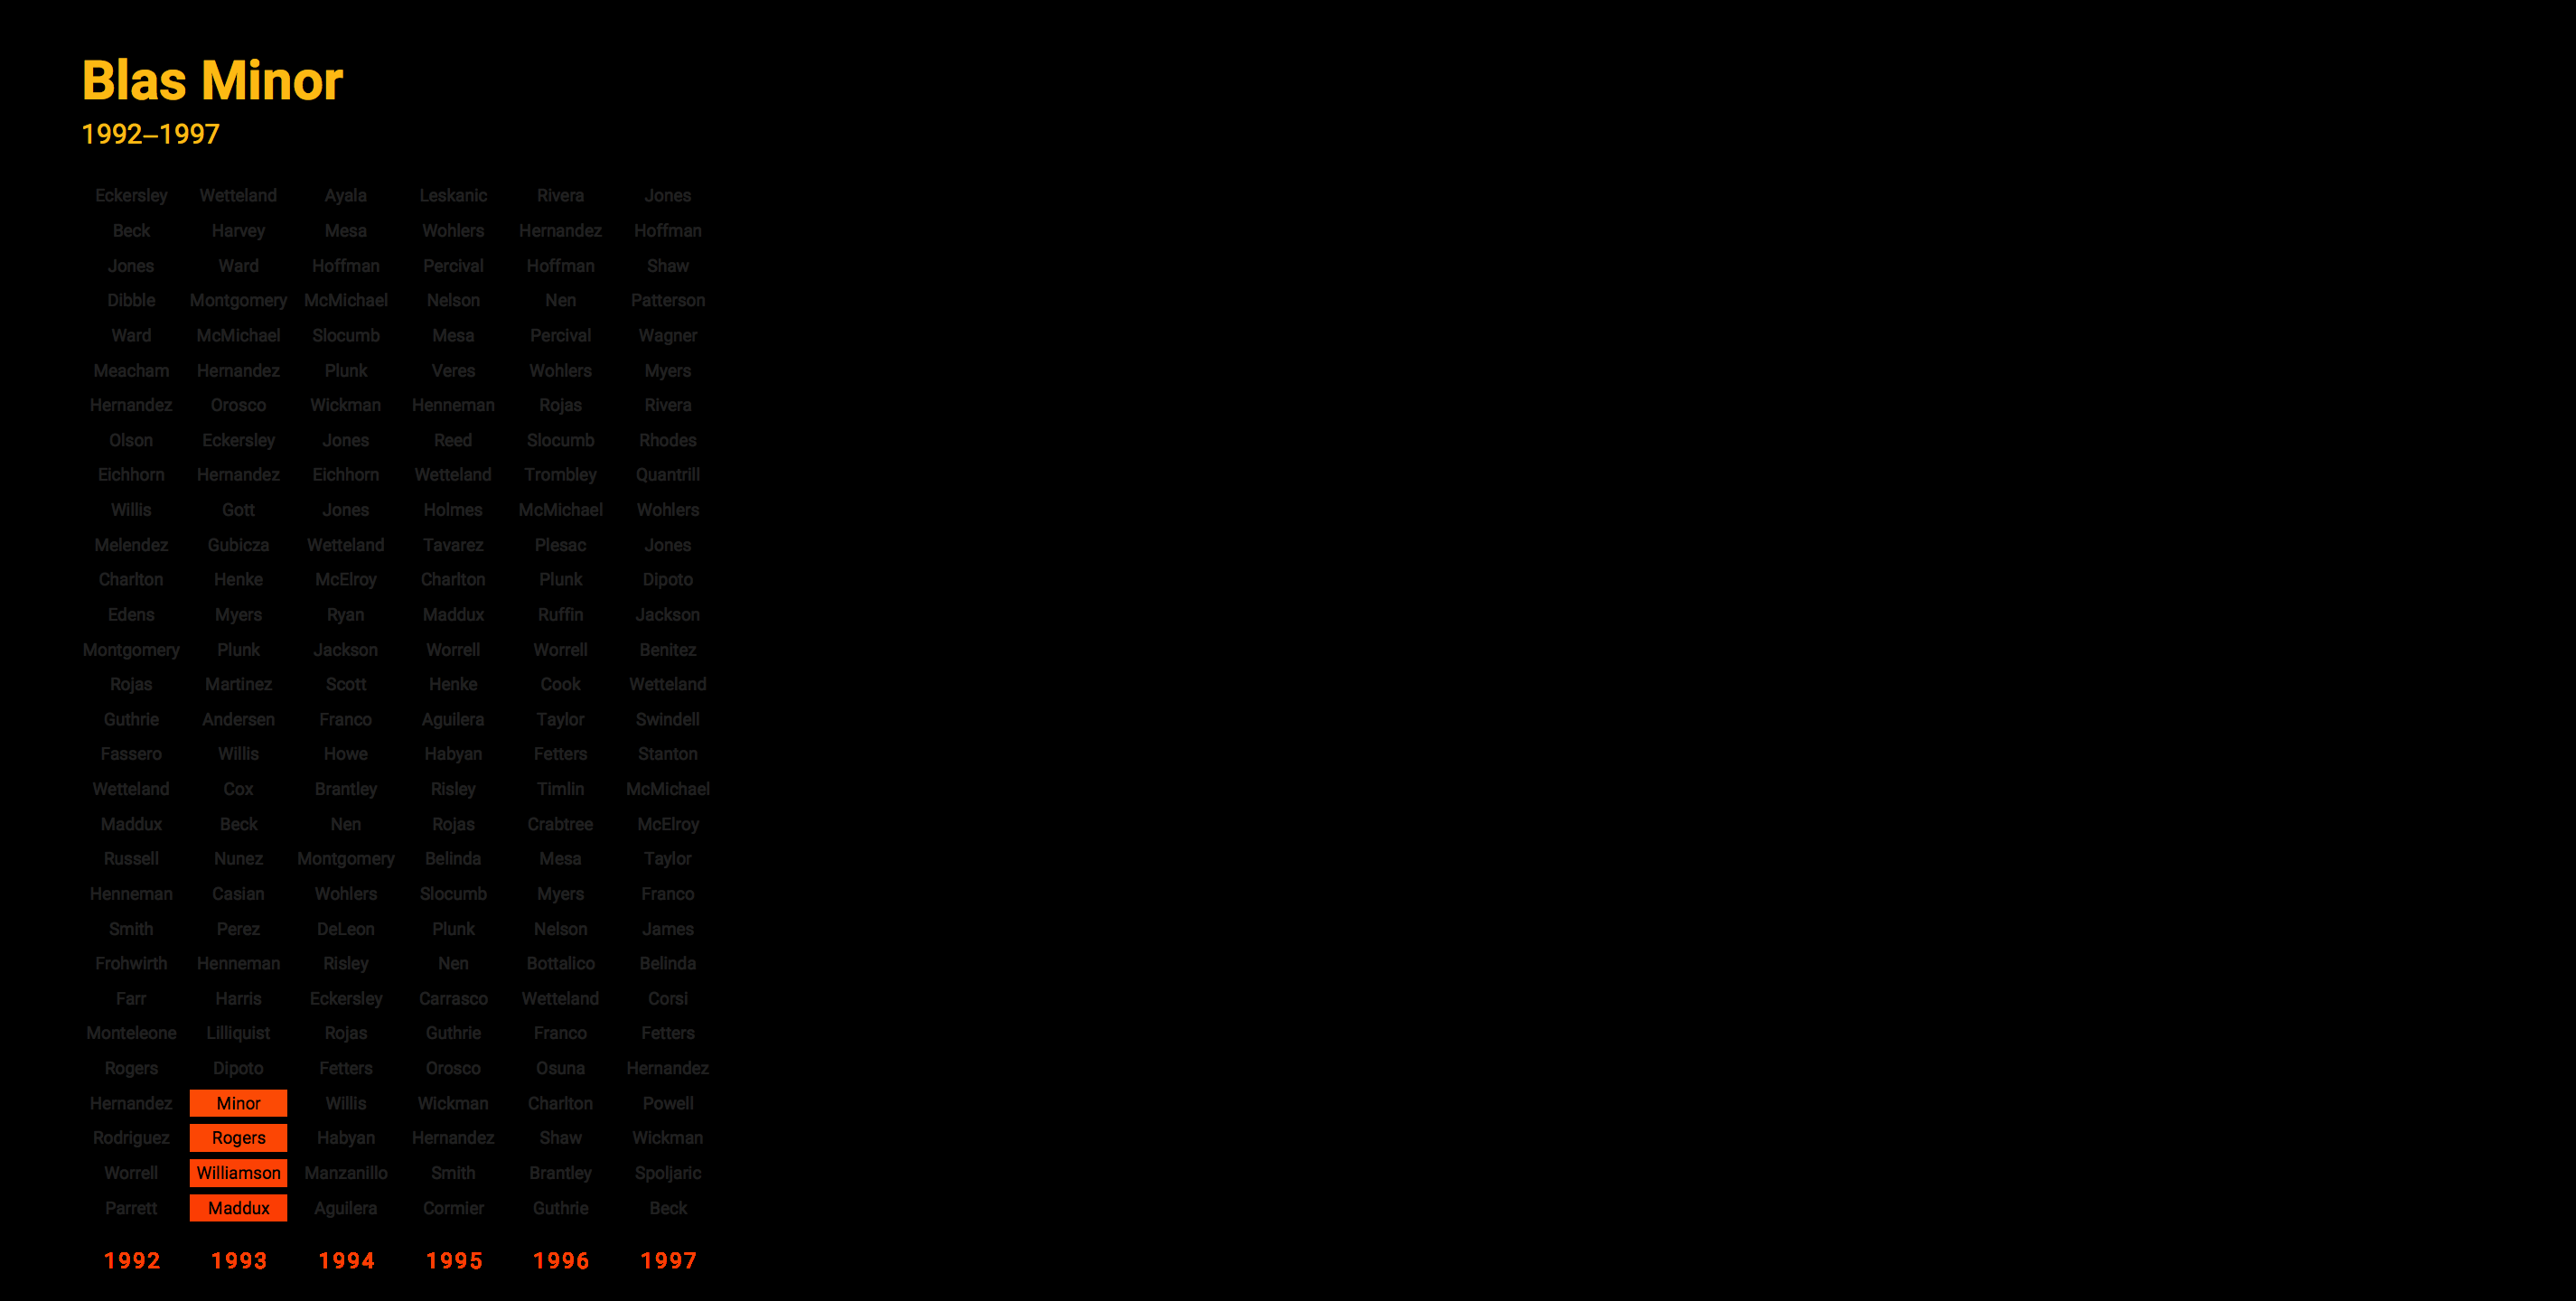 Blas Minor
1992–1997
Eckersley Wetteland Ayala Leskanic Rivera Jones
Beck Harvey Mesa Wohlers Hernandez Hoffman
Jones Ward Hoffman Percival Hoffman Shaw
Dibble Montgomery McMichael Nelson Nen Patterson
Ward McMichael Slocumb Mesa Percival Wagner
Meacham Hernandez Plunk Veres Wohlers Myers
Hernandez Orosco Wickman Henneman Rojas Rivera
Olson Eckersley Jones Reed Slocumb Rhodes
Eichhorn Hernandez Eichhorn Wetteland Trombley Quantrill
Willis Gott Jones Holmes McMichael Wohlers
Melendez Gubicza Wetteland Tavarez Plesac Jones
Charlton Henke McElroy Charlton Plunk Dipoto
Edens Myers Ryan Maddux Ruffin Jackson
Montgomery Plunk Jackson Worrell Worrell Benitez
Rojas Martinez Scott Henke Cook Wetteland
Guthrie Andersen Franco Aguilera Taylor Swindell
Fassero Willis Howe Habyan Fetters Stanton
Wetteland Cox Brantley Risley Timlin McMichael
Maddux Beck Nen Rojas Crabtree McElroy
Russell Nunez Montgomery Belinda Mesa Taylor
Henneman Casian Wohlers Slocumb Myers Franco
Smith Perez DeLeon Plunk Nelson James
Frohwirth Henneman Risley Nen Bottalico Belinda
Farr Harris Eckersley Carrasco Wetteland Corsi
Monteleone Lilliquist Rojas Guthrie Franco Fetters
Rogers Dipoto Fetters Orosco Osuna Hernandez
Hernandez Minor Willis Wickman Charlton Powell
Rodriguez Rogers Habyan Hernandez Shaw Wickman
Worrell Williamson Manzanillo Smith Brantley Spoljaric
Parrett Maddux Aguilera Cormier Guthrie Beck
1992 1993 1994 1995 1996 1997